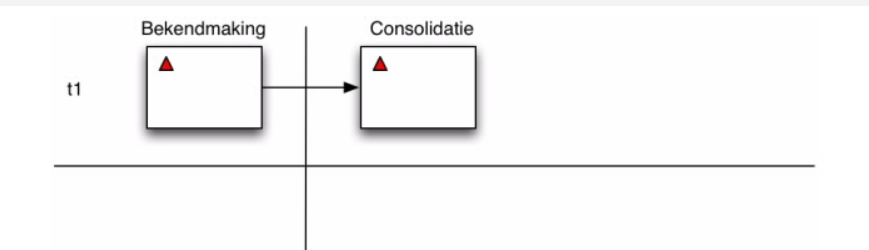 Bekendmaking
Consolidatie
t1